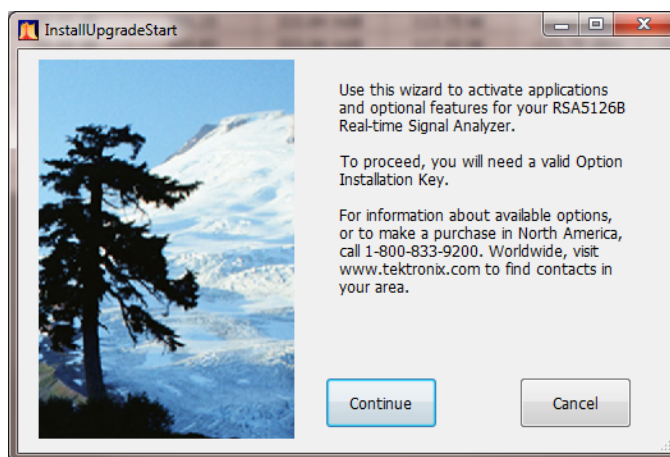 InstallUpgradeStart
Use this wizard to activate applications
and optional features for your RSA5126B
Real-time Signal Analyzer.
To proceed, you will need a valid Option
Installation Key.
For information about available options,
or to make a purchase in North America,
call 1-800-833-9200. Worldwide, visit
www.tektronix.com to find contacts in
your area.
Continue
Cancel